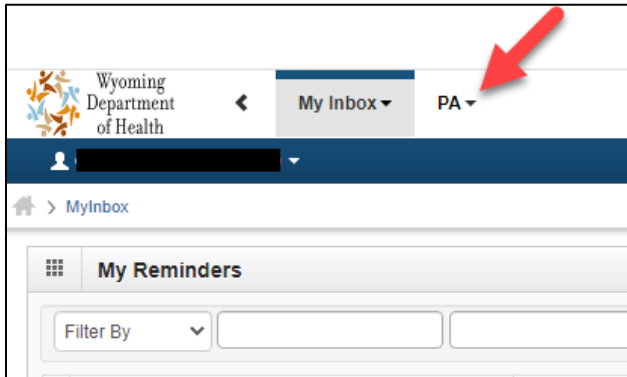 Wyoming
Department
of Health
My Inbox
PA
MyInbox
My Reminders
Filter By